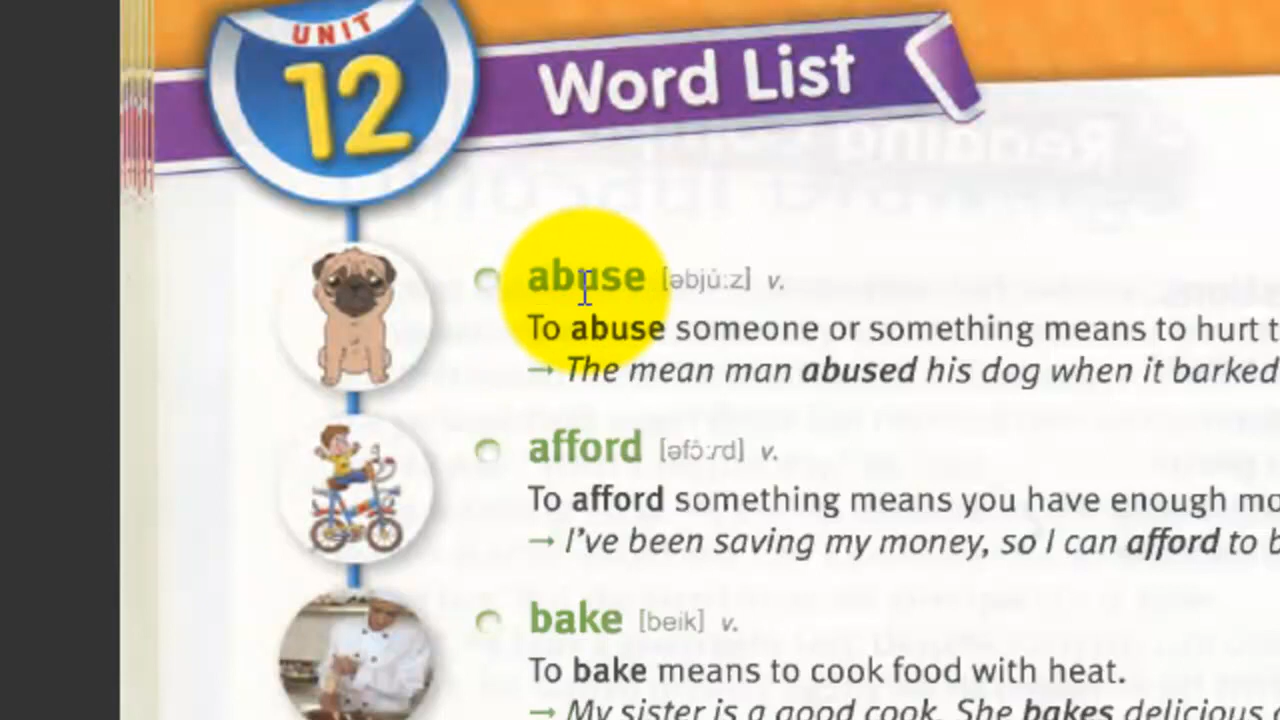 UNIT
12
Word List
abuse [əbjúːz] v.
To abuse someone or something means to hurt
→ The mean man abused his dog when it barked
afford [əfɔ́ːrd] v.
To afford something means you have enough
→ I've been saving my money, so I can afford to
bake [beik] v.
To bake means to cook food with heat.
→ My sister is a good cook. She bakes delicious